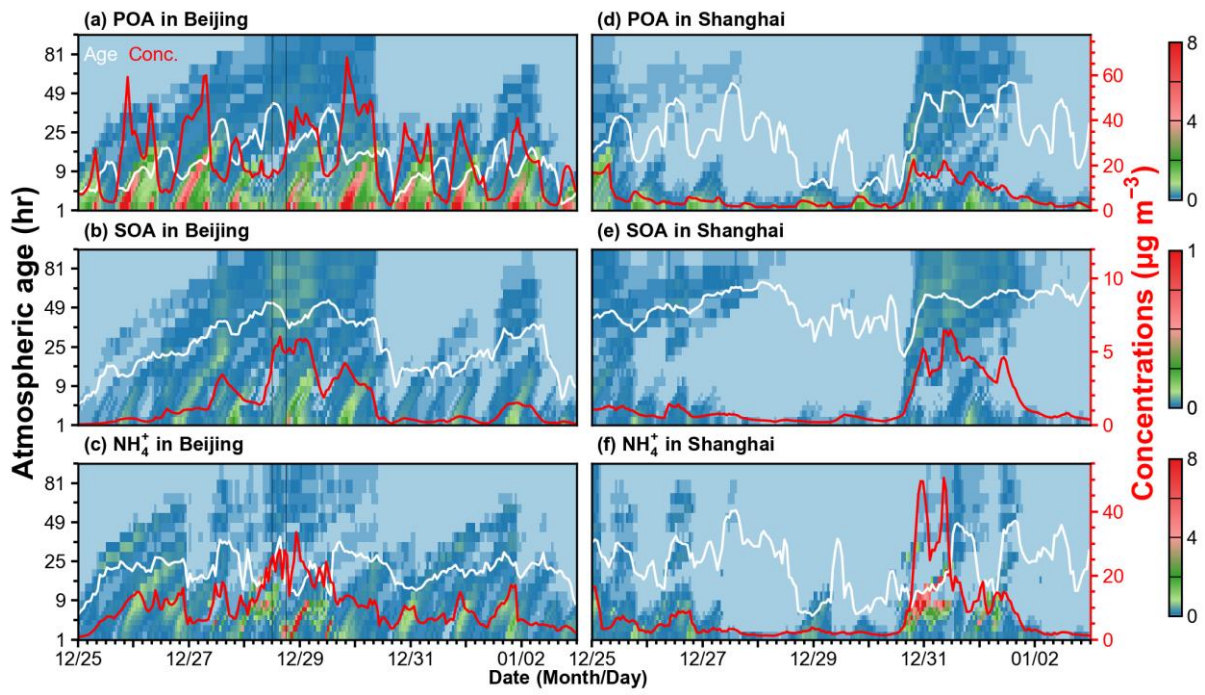 (a) POA in Beijing
(d) POA in Shanghai
Age Conc.
81
49
25
9
1
60
40
20
0
8
0
(b) SOA in Beijing
(e) SOA in Shanghai
81
49
25
9
1
10
5
0
1
0
(c) NH₄⁺ in Beijing
(f) NH₄⁺ in Shanghai
81
49
25
9
1
40
20
0
8
0
Atmospheric age (hr)
Concentrations (µg m⁻³)
12/25 12/27 12/29 12/31 01/02 12/25 12/27 12/29 12/31 01/02
Date (Month/Day)